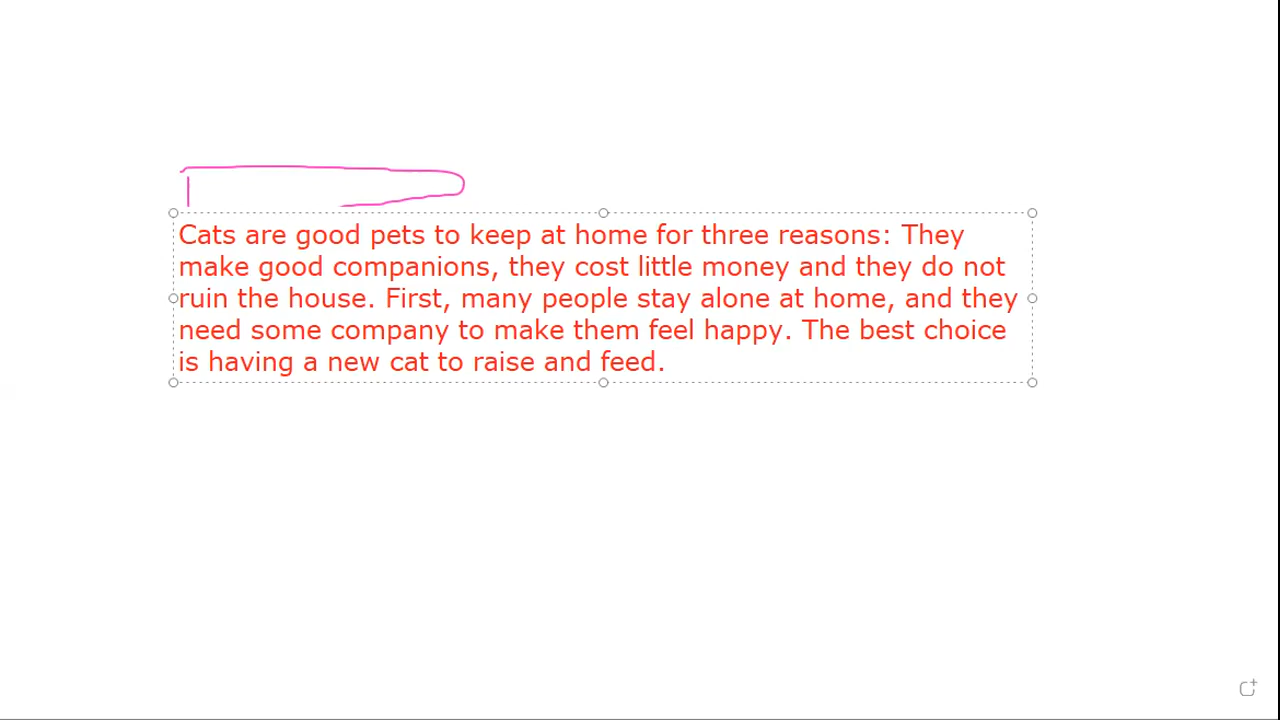 Cats are good pets to keep at home for three reasons: They
make good companions, they cost little money and they do not
ruin the house. First, many people stay alone at home, and they
need some company to make them feel happy. The best choice
is having a new cat to raise and feed.